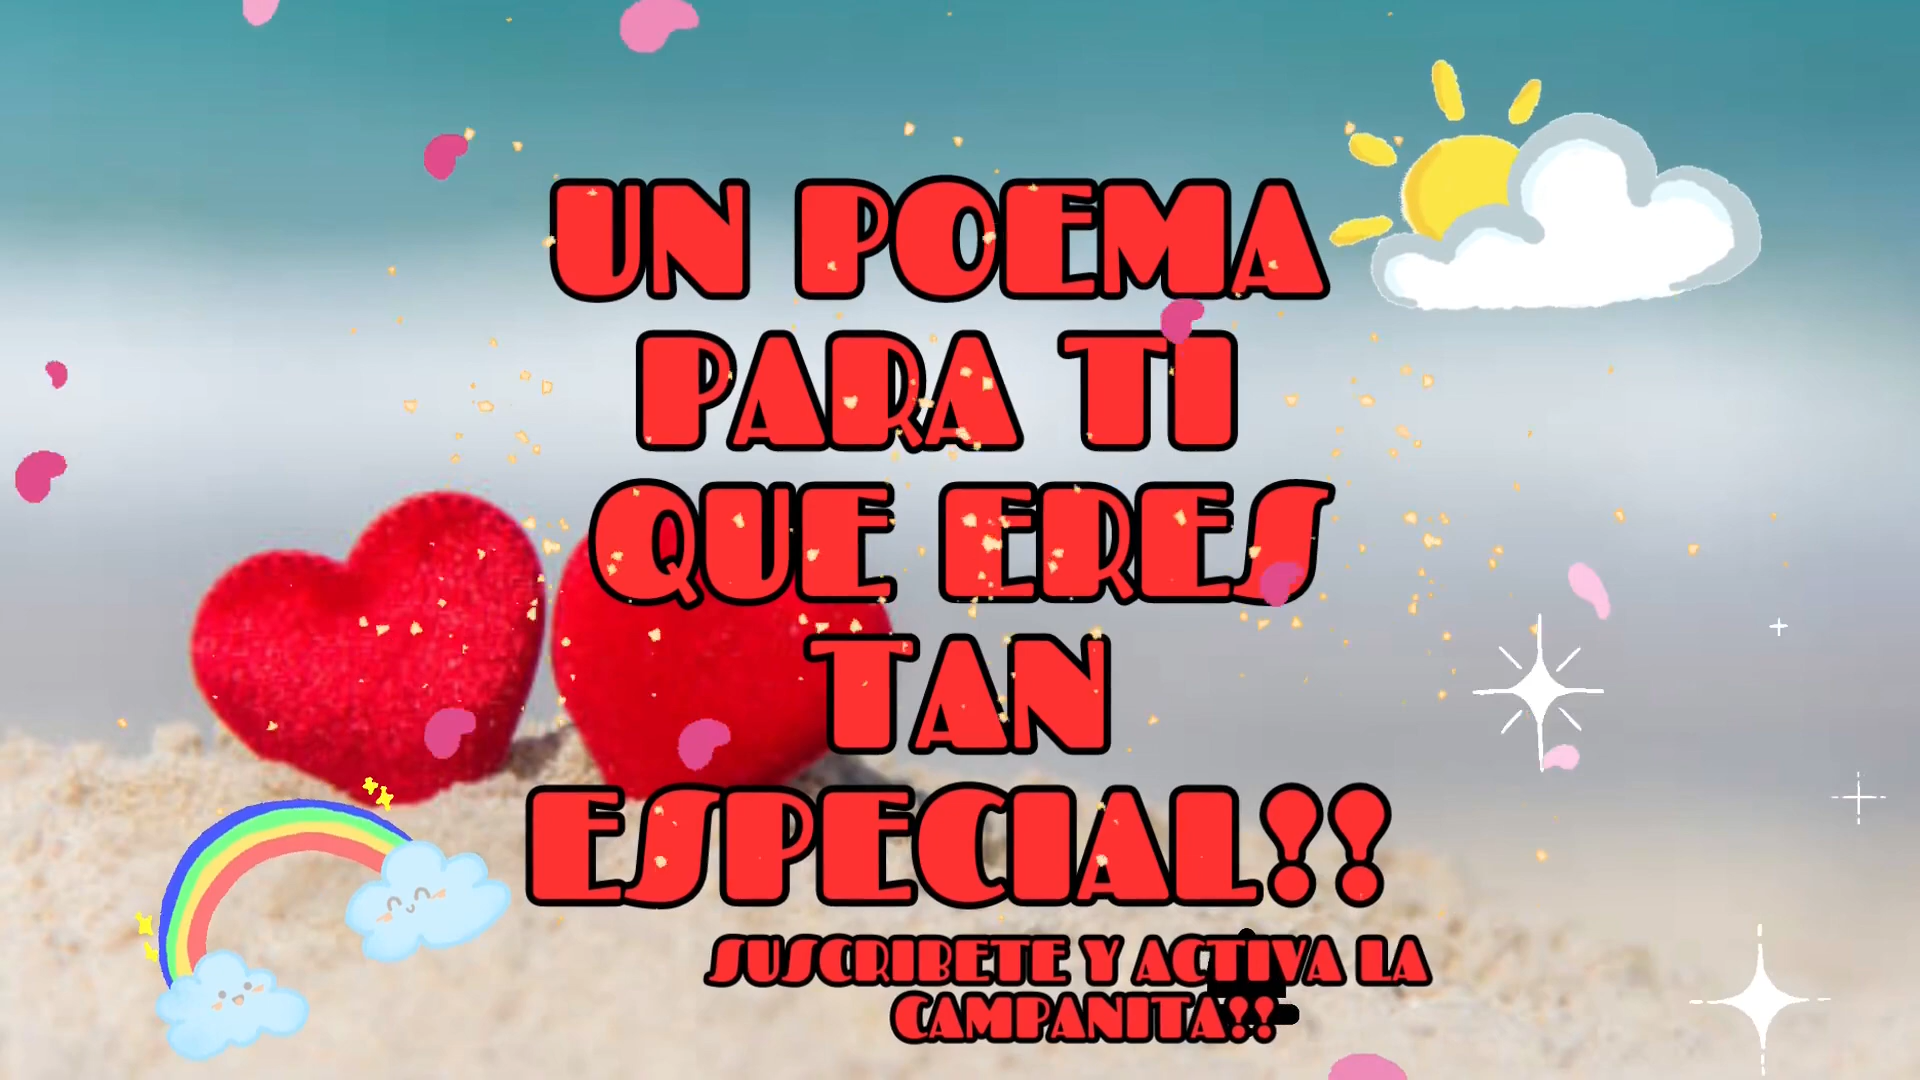 UN POEMA
PARA TI
QUE ERES
TAN
ESPECIAL!!
SUSCRIBETE Y ACTIVA LA
CAMPANITA!!